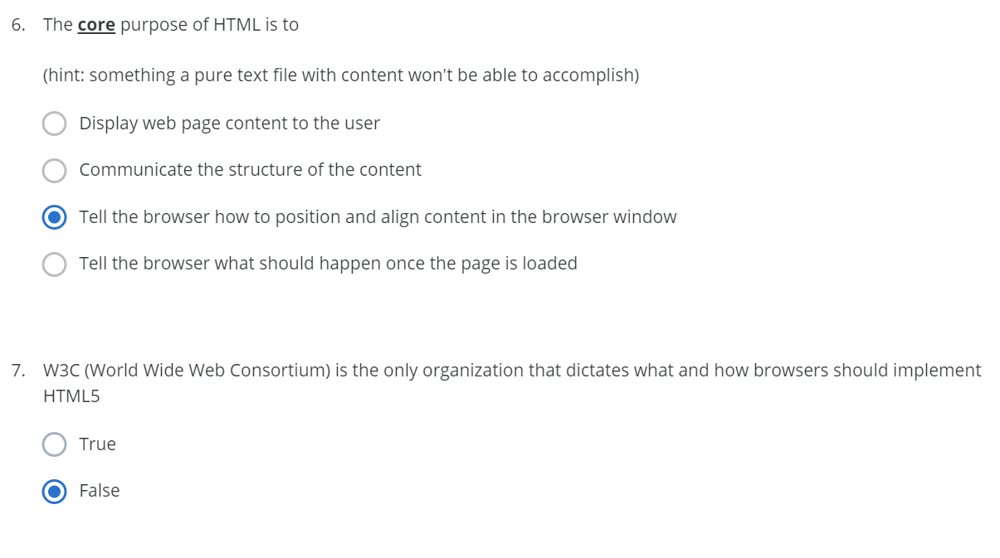 6. The core purpose of HTML is to
(hint: something a pure text file with content won't be able to accomplish)
Display web page content to the user
Communicate the structure of the content
Tell the browser how to position and align content in the browser window
Tell the browser what should happen once the page is loaded
7. W3C (World Wide Web Consortium) is the only organization that dictates what and how browsers should implement
HTML5
True
False